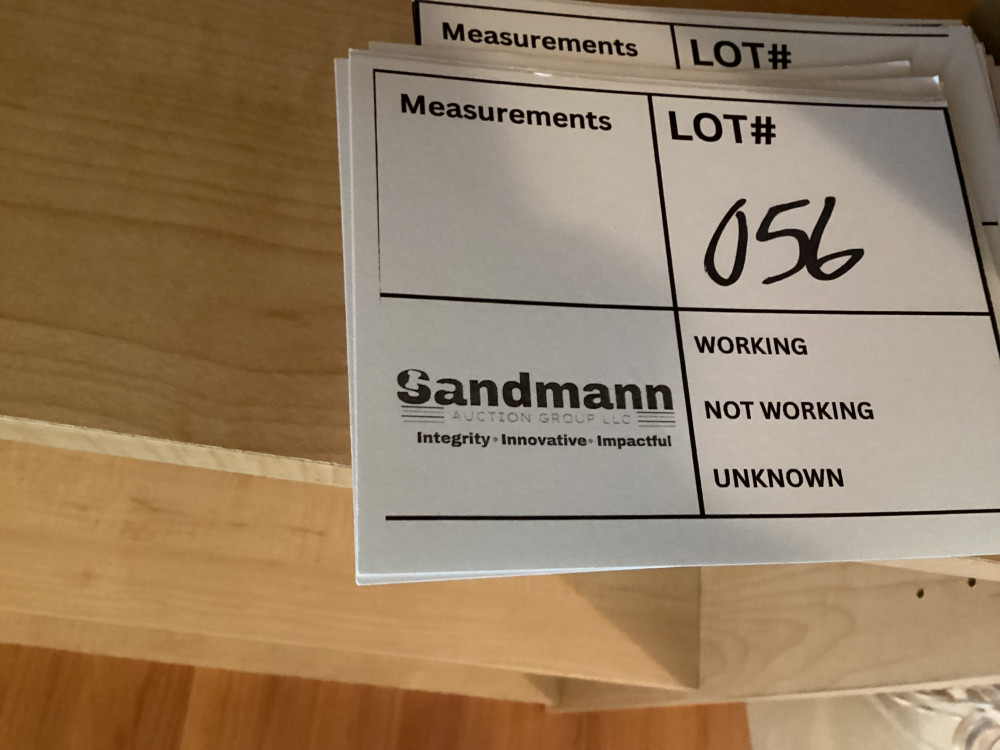 Measurements
LOT#
Measurements
LOT#
056
WORKING
NOT WORKING
UNKNOWN
Sandmann
AUCTION GROUP LLC
Integrity • Innovative • Impactful